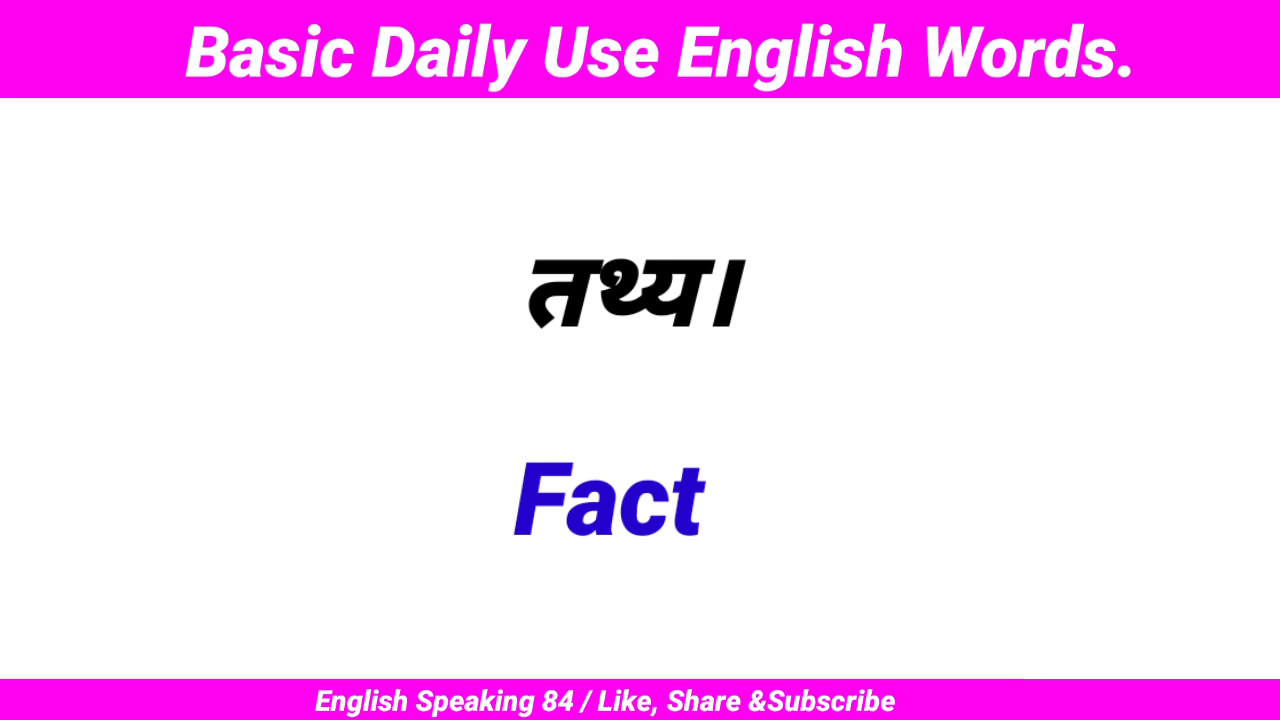 Basic Daily Use English Words.
तथ्य।
Fact
English Speaking 84 / Like, Share &Subscribe